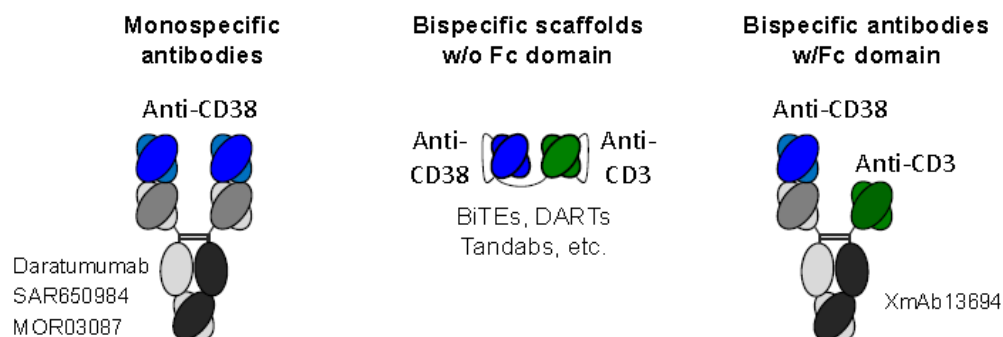 Monospecific
antibodies
Anti-CD38
Daratumumab
SAR650984
MOR03087
Bispecific scaffolds
w/o Fc domain
Anti-
CD38
Anti-
CD3
BiTEs, DARTs
Tandabs, etc.
Bispecific antibodies
w/Fc domain
Anti-CD38
Anti-CD3
XmAb13694